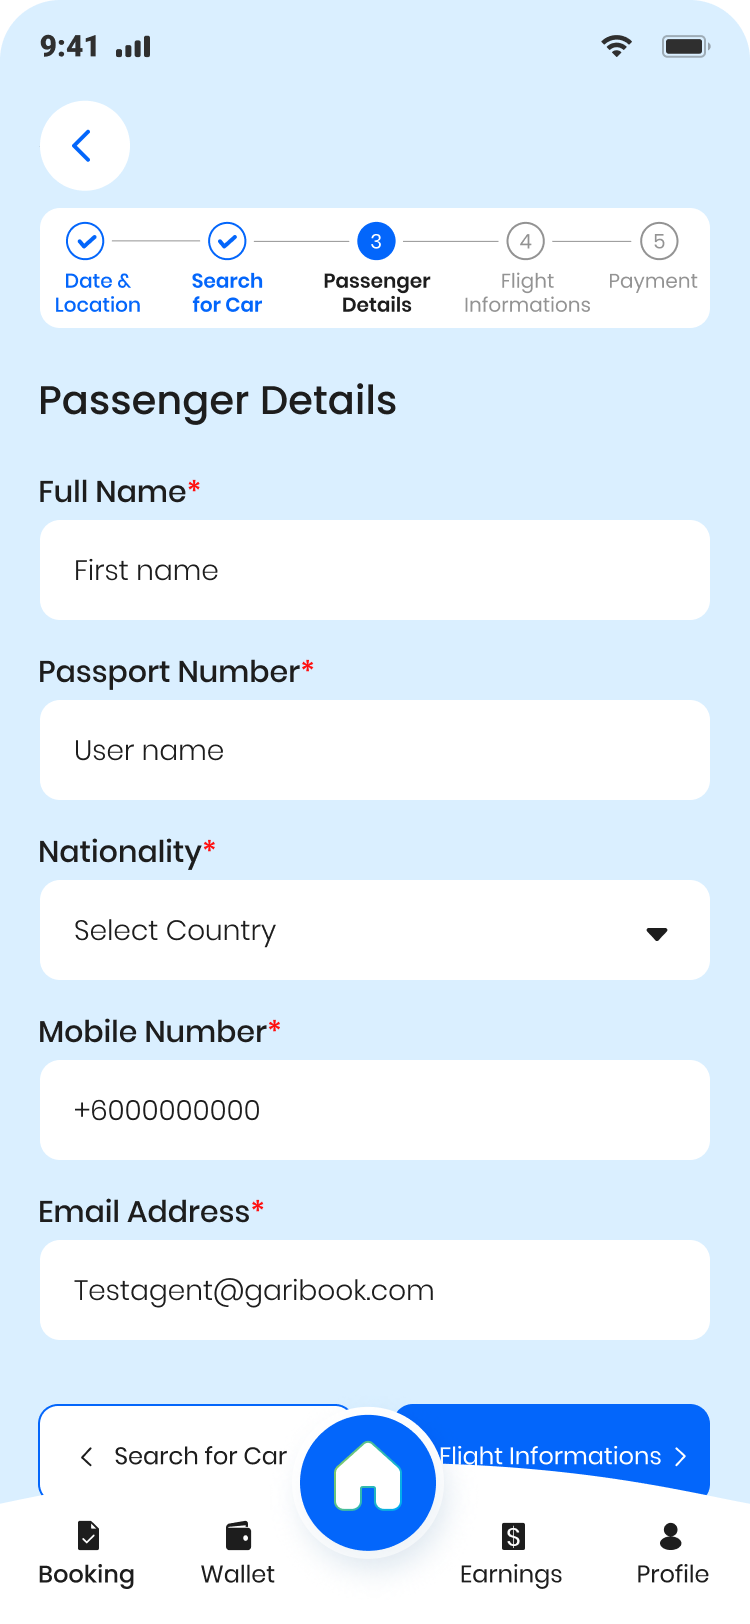 9:41
3
4
5
Date &
Location
Search
for Car
Passenger
Details
Flight
Informations
Payment
Passenger Details
Full Name*
First name
Passport Number*
User name
Nationality*
Select Country
Mobile Number*
+6000000000
Email Address*
Testagent@garibook.com
Search for Car
Flight Informations
$
Booking
Wallet
Earnings
Profile